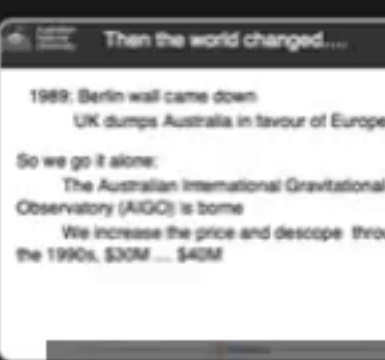 Then the world changed....
1989: Berlin wall came down
UK dumps Australia in favour of Europe
So we go it alone:
The Australian International Gravitational
Observatory (AIGO) is borne
We increase the price and descope throu
the 1990s, $30M ... $40M